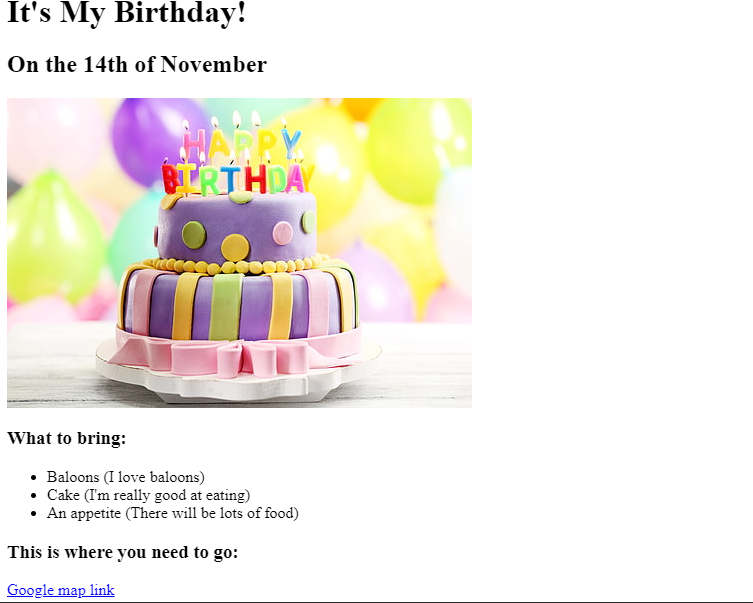 It's My Birthday!
On the 14th of November
HAPPY
BIRTHDAY
What to bring:
Baloons (I love baloons)
Cake (I'm really good at eating)
An appetite (There will be lots of food)
This is where you need to go:
Google map link